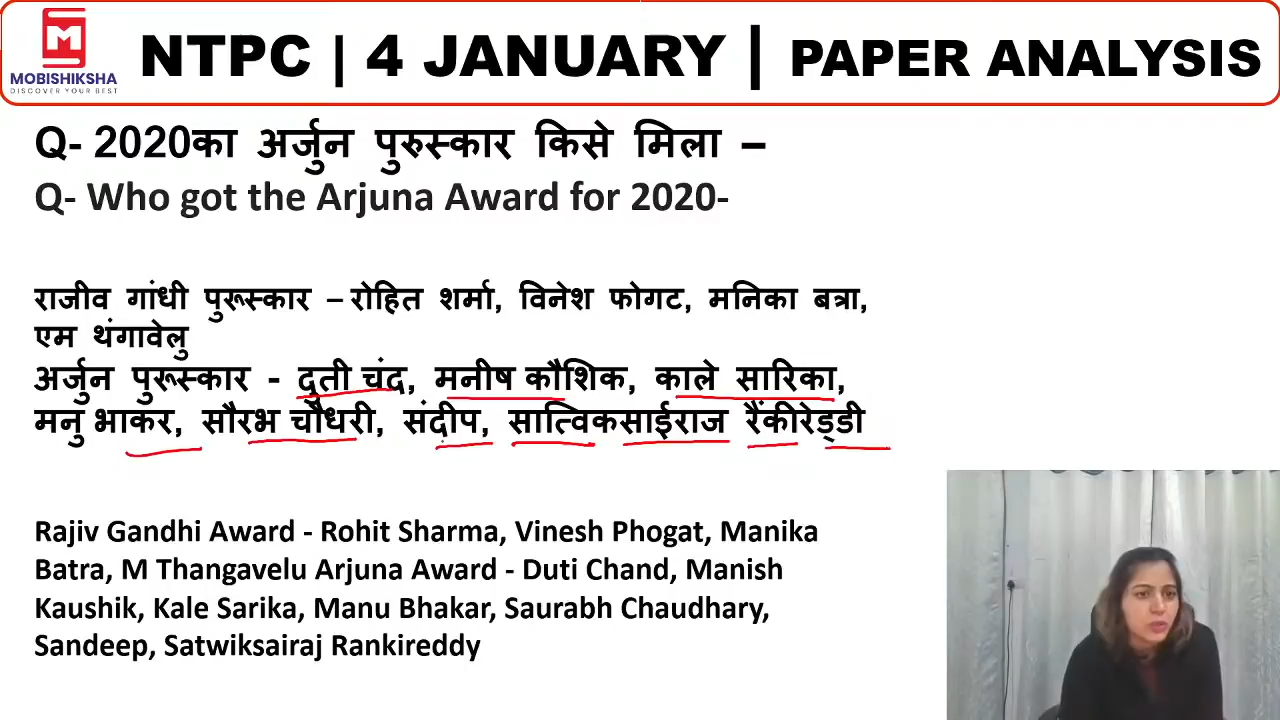 MOBISHIKSHA
DISCOVER YOUR BEST
NTPC | 4 JANUARY | PAPER ANALYSIS
Q- 2020का अर्जुन पुरुस्कार किसे मिला –
Q- Who got the Arjuna Award for 2020-
राजीव गांधी पुरूस्कार – रोहित शर्मा, विनेश फोगट, मनिका बत्रा,
एम थंगावेलु
अर्जुन पुरूस्कार - दुती चंद, मनीष कौशिक, काले सारिका,
मनु भाकर, सौरभ चौधरी, संदीप, सात्विकसाईराज रैंकीरेड्डी
Rajiv Gandhi Award - Rohit Sharma, Vinesh Phogat, Manika
Batra, M Thangavelu Arjuna Award - Duti Chand, Manish
Kaushik, Kale Sarika, Manu Bhakar, Saurabh Chaudhary,
Sandeep, Satwiksairaj Rankireddy